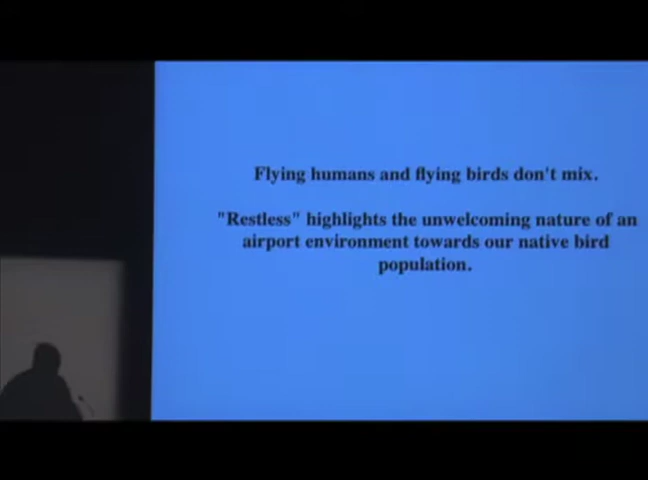 Flying humans and flying birds don't mix.
"Restless" highlights the unwelcoming nature of an
airport environment towards our native bird
population.